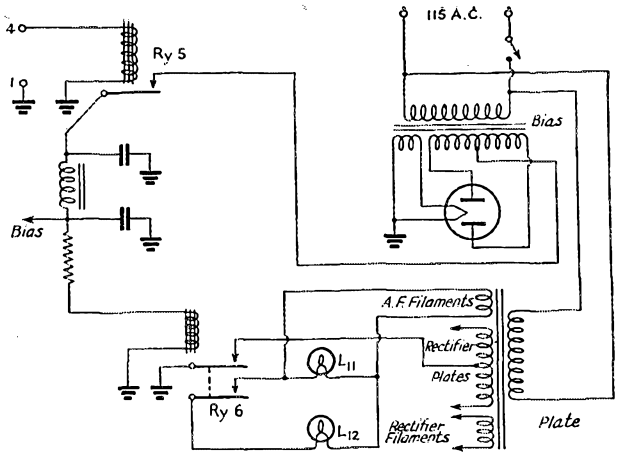 115 A.C.
4
Ry 5
1
Bias
Bias
A.F. Filaments
Rectifier
Plates
L11
Ry 6
L12
Rectifier
Filaments
Plate